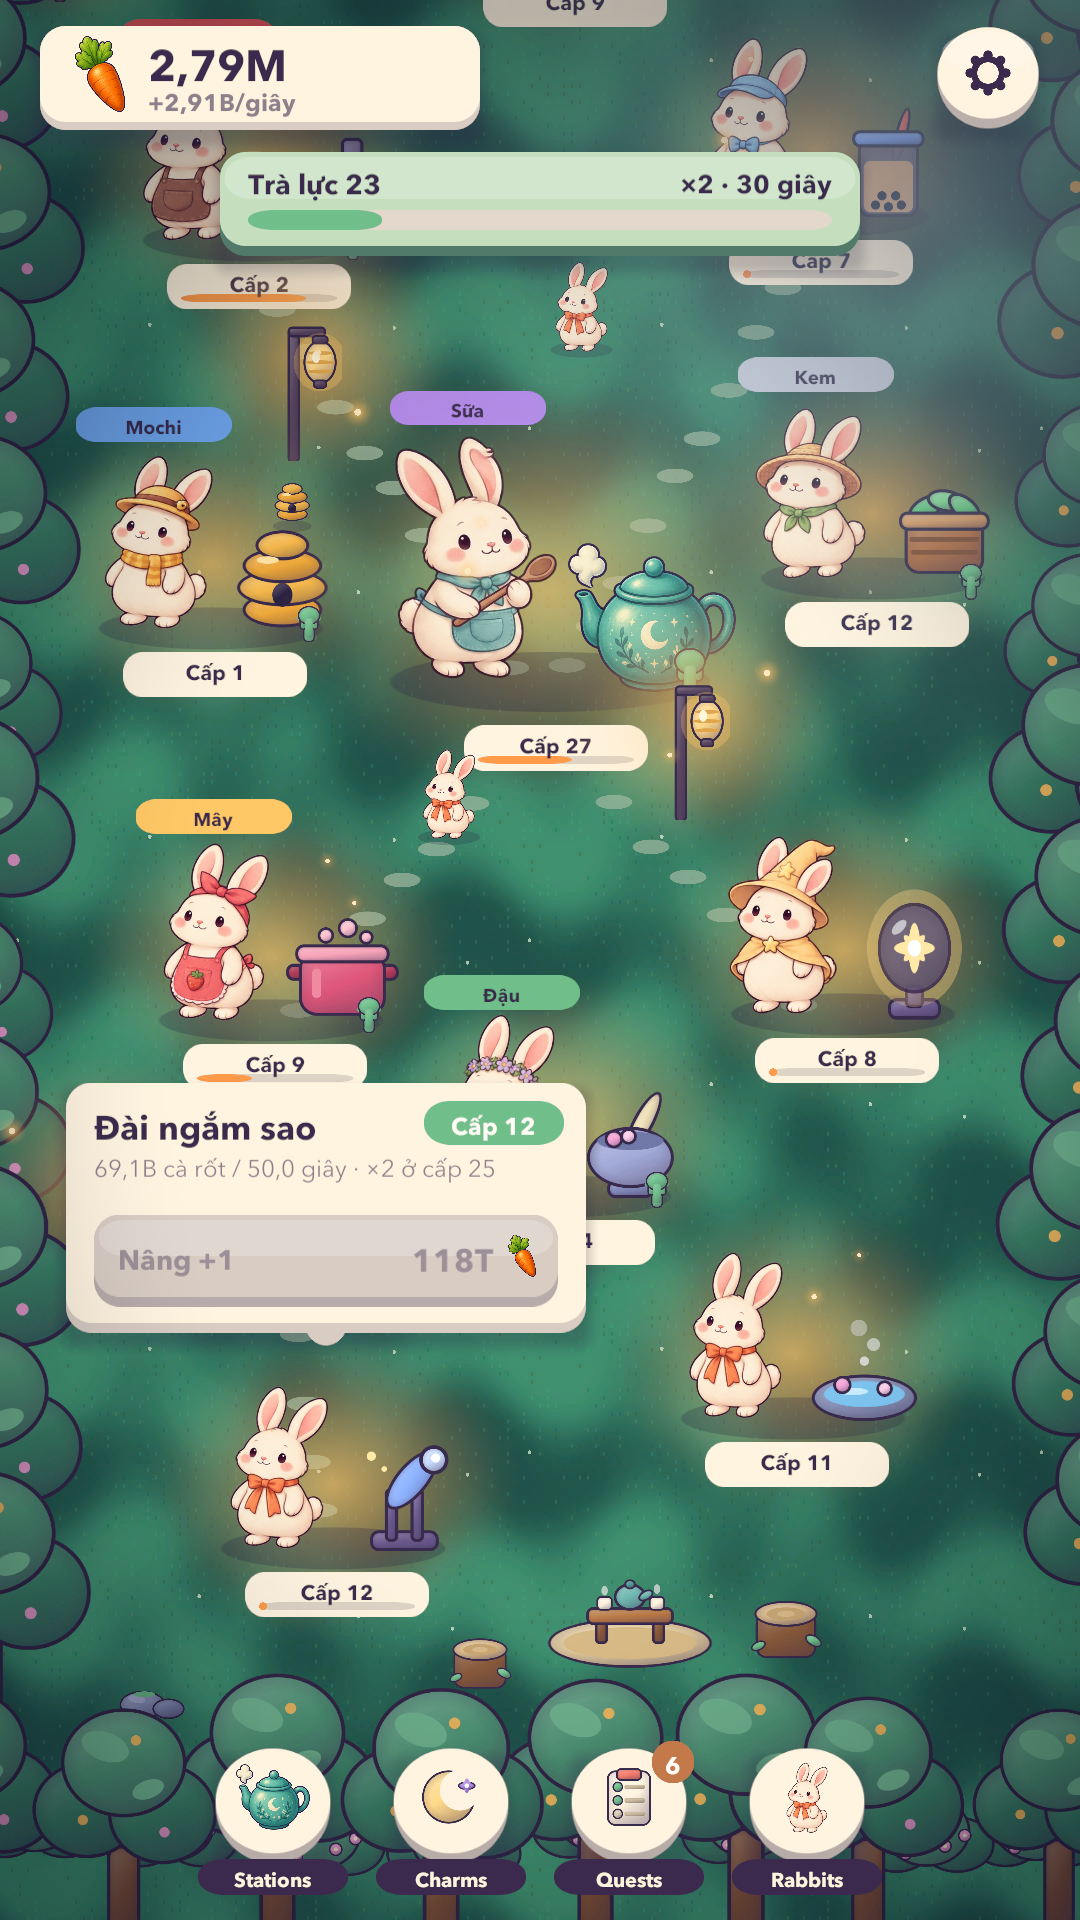 Cấp 9
2,79M
+2,91B/giây
Trà lực 23
×2 · 30 giây
Cấp 2
Cấp 7
Mochi
Sữa
Kem
Cấp 1
Cấp 12
Cấp 27
Mây
Đậu
Cấp 9
Cấp 8
Đài ngắm sao
Cấp 12
69,1B cà rốt / 50,0 giây · ×2 ở cấp 25
Nâng +1
118T
4
Cấp 11
Cấp 12
6
Stations
Charms
Quests
Rabbits